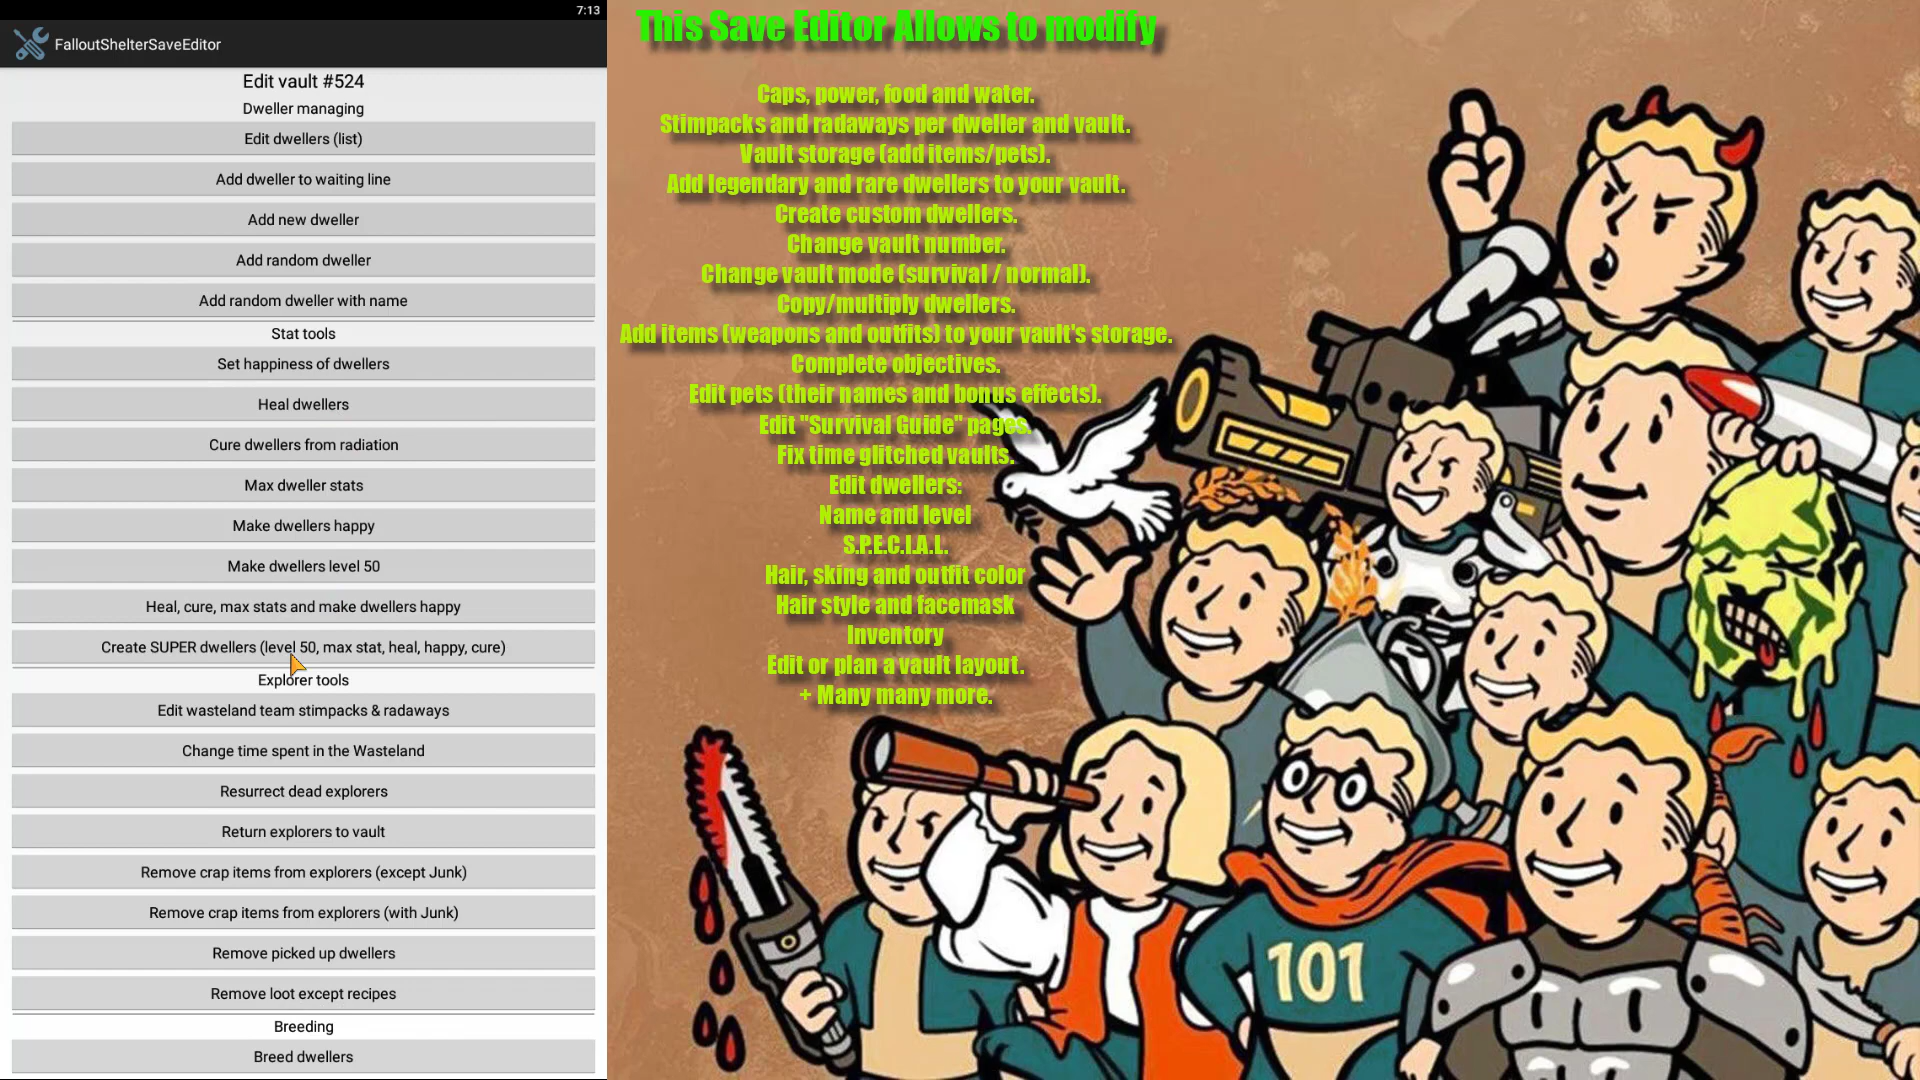 7:13
FalloutShelterSaveEditor
Edit vault #524
Dweller managing
Edit dwellers (list)
Add dweller to waiting line
Add new dweller
Add random dweller
Add random dweller with name
Stat tools
Set happiness of dwellers
Heal dwellers
Cure dwellers from radiation
Max dweller stats
Make dwellers happy
Make dwellers level 50
Heal, cure, max stats and make dwellers happy
Create SUPER dwellers (level 50, max stat, heal, happy, cure)
Explorer tools
Edit wasteland team stimpacks & radaways
Change time spent in the Wasteland
Resurrect dead explorers
Return explorers to vault
Remove crap items from explorers (except Junk)
Remove crap items from explorers (with Junk)
Remove picked up dwellers
Remove loot except recipes
Breeding
Breed dwellers
This Save Editor Allows to modify
Caps, power, food and water.
Stimpacks and radaways per dweller and vault.
Vault storage (add items/pets).
Add legendary and rare dwellers to your vault.
Create custom dwellers.
Change vault number.
Change vault mode (survival / normal).
Copy/multiply dwellers.
Add items (weapons and outfits) to your vault's storage.
Complete objectives.
Edit pets (their names and bonus effects).
Edit "Survival Guide" pages.
Fix time glitched vaults.
Edit dwellers:
Name and level
S.P.E.C.I.A.L.
Hair, sking and outfit color
Hair style and facemask
Inventory
Edit or plan a vault layout.
+ Many many more.
101